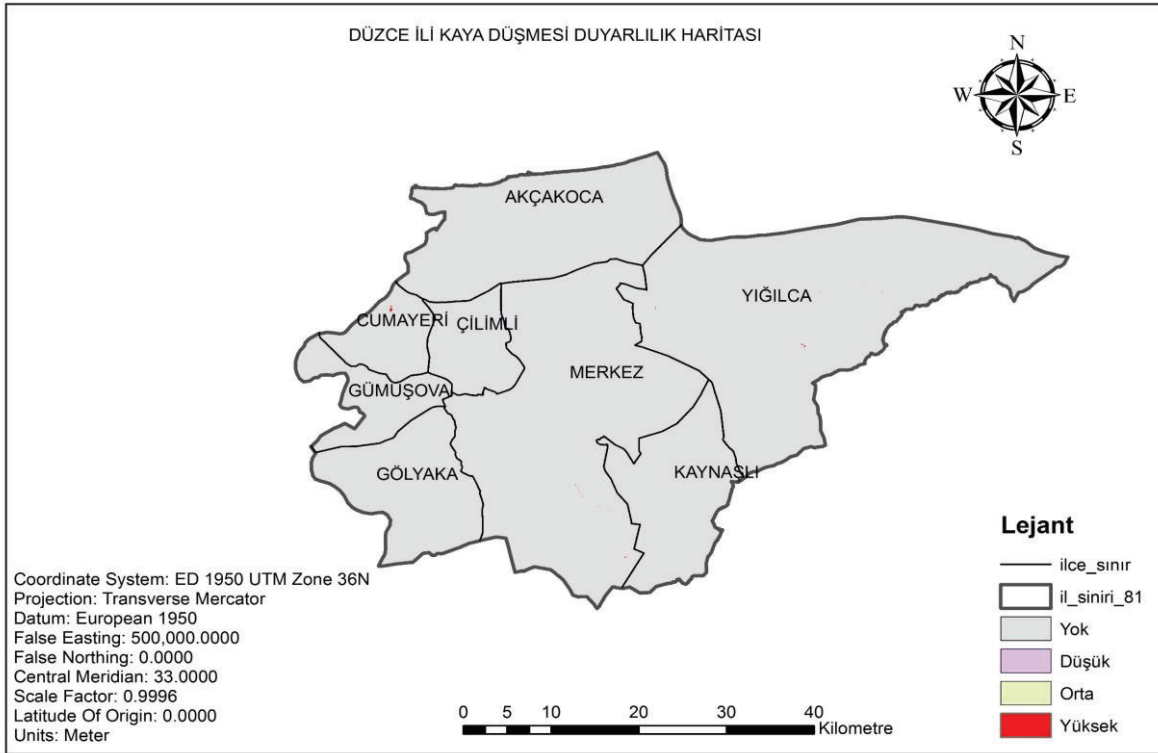 DÜZCE İLİ KAYA DÜŞMESİ DUYARLILIK HARİTASI
N
W
E
S
AKÇAKOCA
YIĞILCA
CUMAYERİ
ÇİLİMLİ
MERKEZ
GÜMÜŞOVA
GÖLYAKA
KAYNAŞLI
Lejant
ilce_sınır
il_siniri_81
Yok
Düşük
Orta
Yüksek
Coordinate System: ED 1950 UTM Zone 36N
Projection: Transverse Mercator
Datum: European 1950
False Easting: 500,000.0000
False Northing: 0.0000
Central Meridian: 33.0000
Scale Factor: 0.9996
Latitude Of Origin: 0.0000
Units: Meter
0 5 10 20 30 40
Kilometre